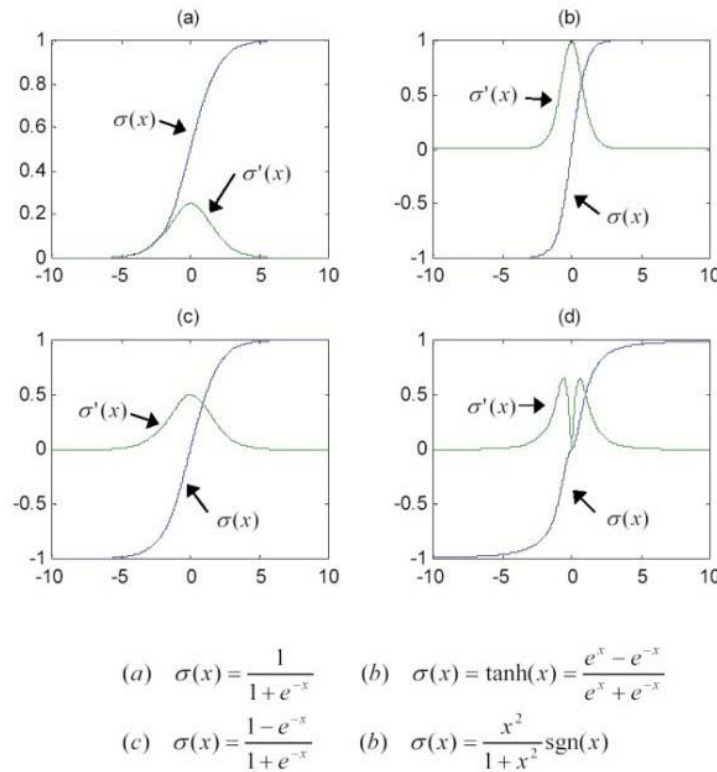 (a) (b)
1 1
0.8 0.5
σ'(x)
σ(x)
0.6
0
0.4 σ'(x)
-0.5 σ(x)
0.2
0 -1
-10 -5 0 5 10 -10 -5 0 5 10
(c) (d)
1 1
0.5 0.5
σ'(x) σ'(x)
0 0
-0.5 σ(x) -0.5 σ(x)
-1 -1
-10 -5 0 5 10 -10 -5 0 5 10
(a) σ(x) = 1 / (1 + e^{-x}) (b) σ(x) = tanh(x) = (e^x − e^{-x}) / (e^x + e^{-x})
(c) σ(x) = (1 − e^{-x}) / (1 + e^{-x}) (b) σ(x) = x^2 / (1 + x^2) sgn(x)